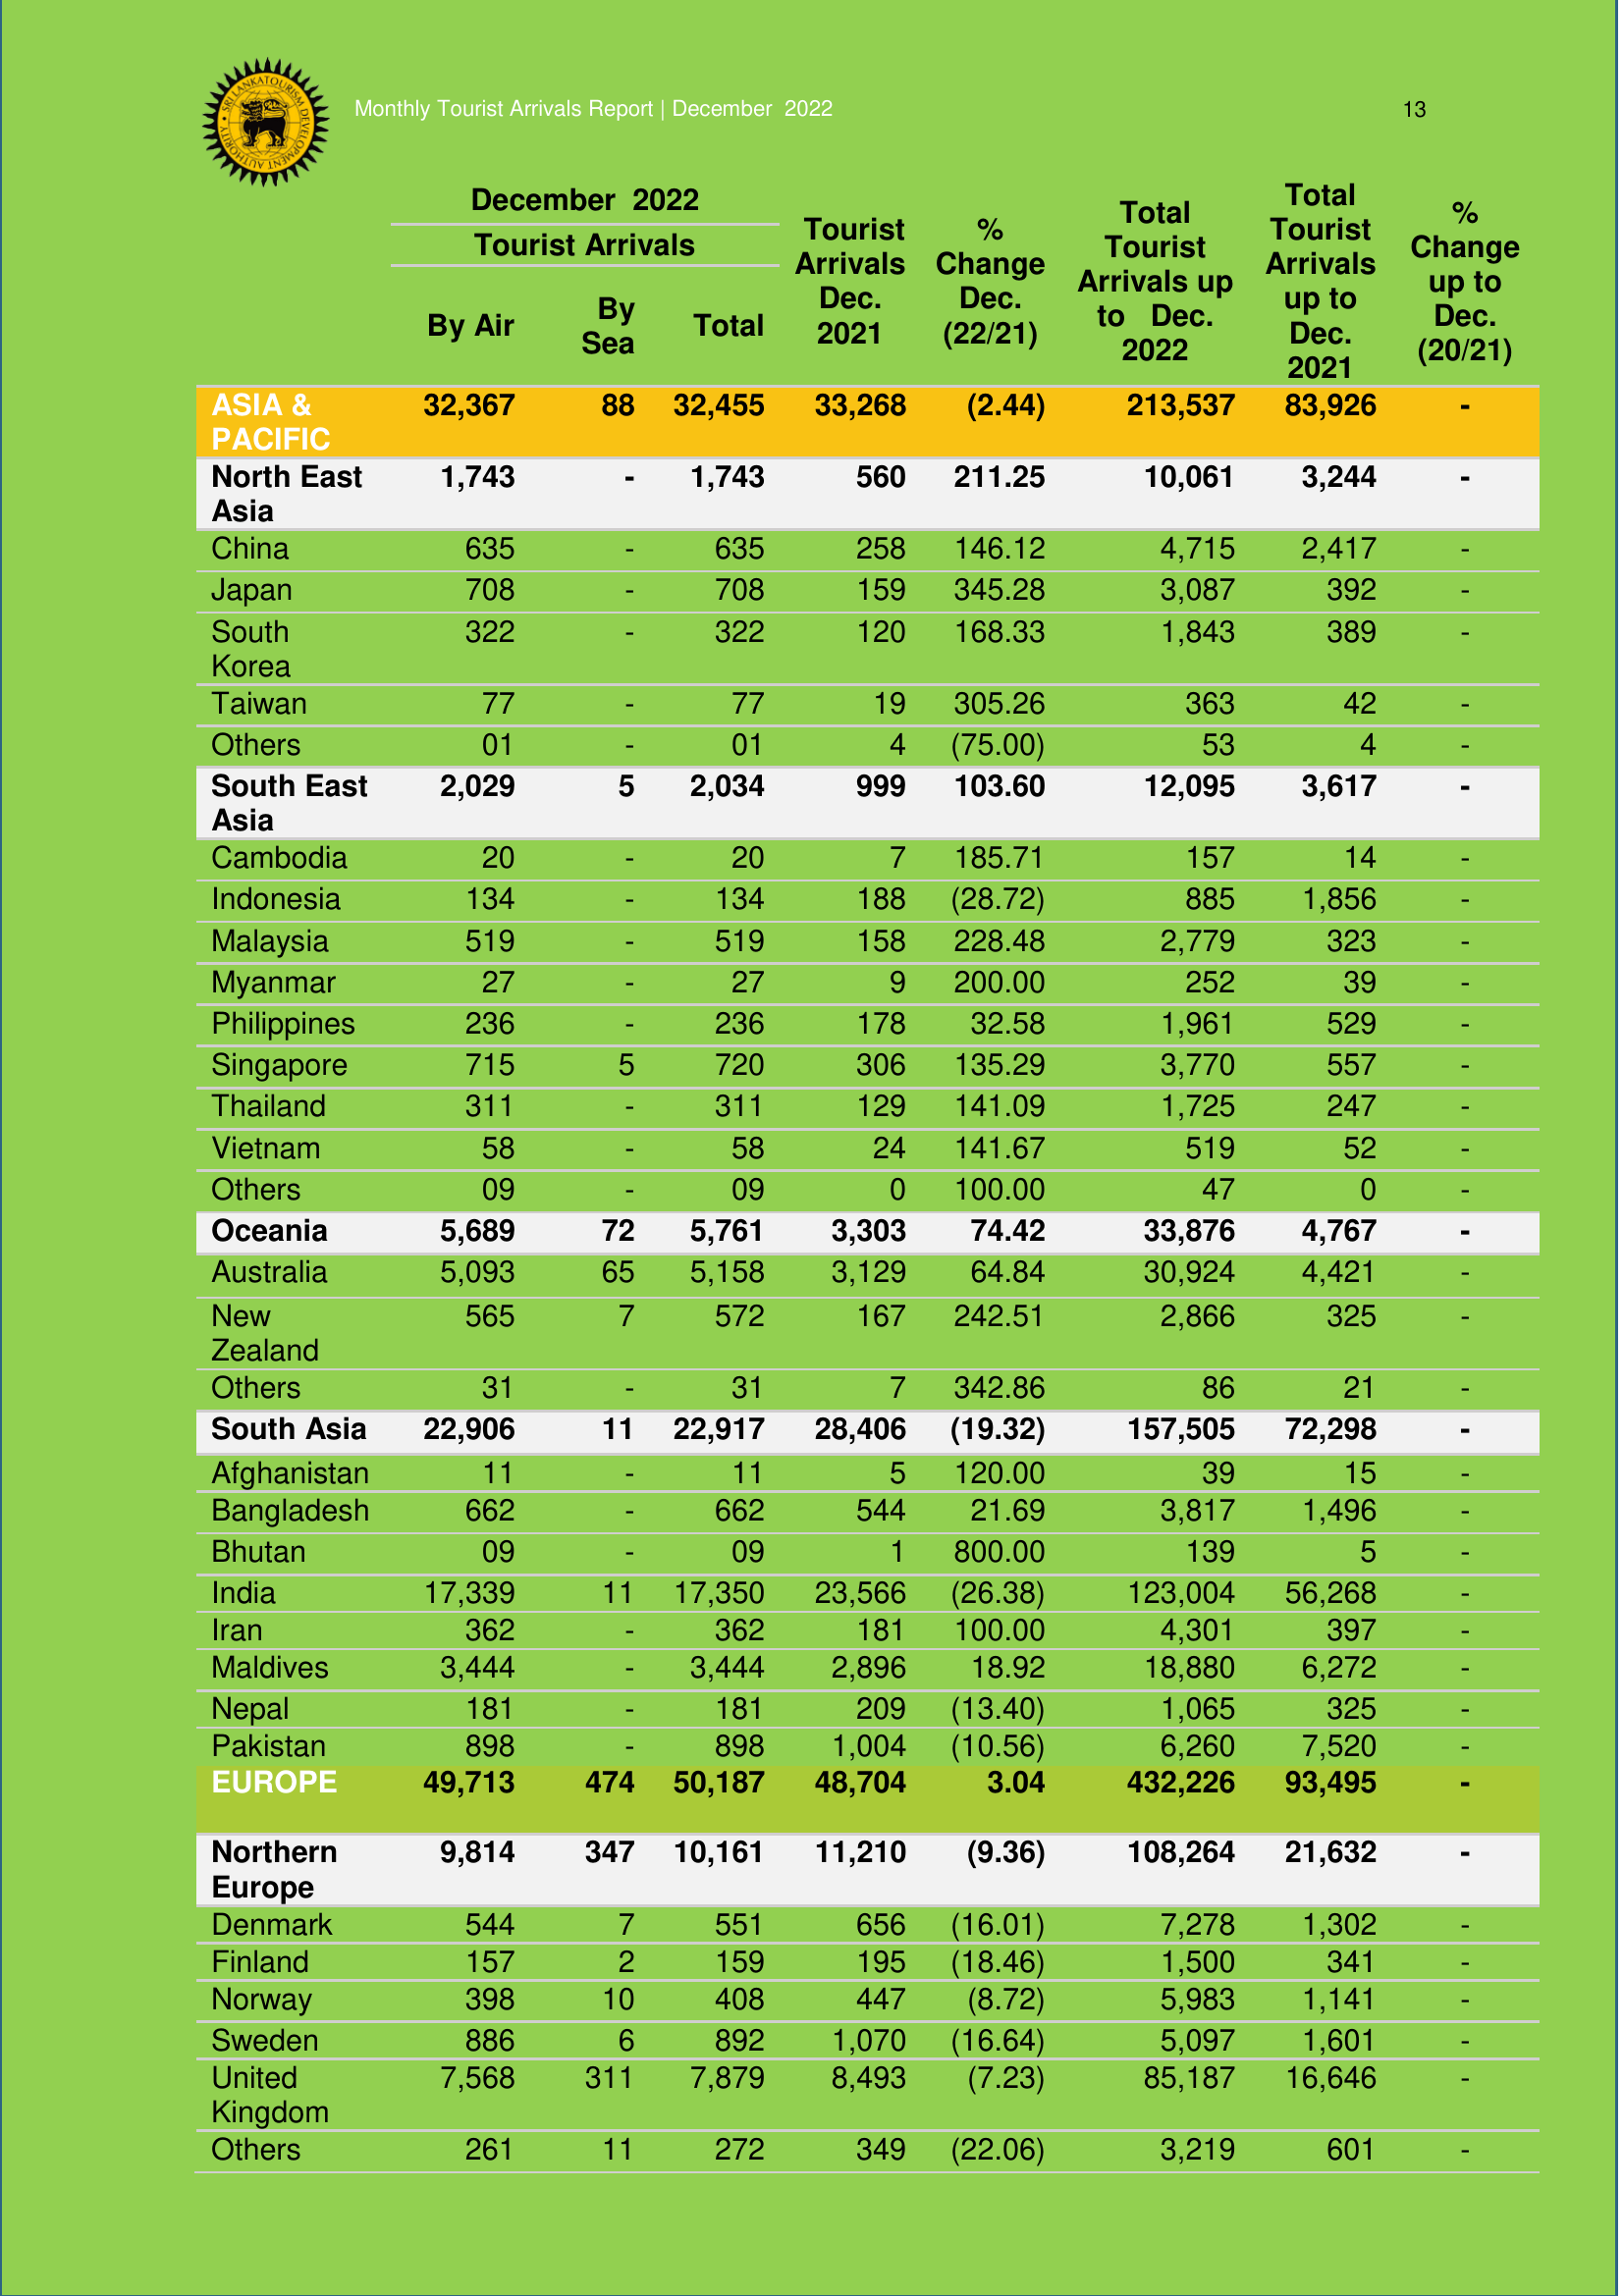 SRI LANKA TOURISM DEVELOPMENT AUTHORITY
Monthly Tourist Arrivals Report | December 2022
13
December 2022
Tourist Arrivals
By Air
By
Sea
Total
Tourist
Arrivals
Dec.
2021
%
Change
Dec.
(22/21)
Total
Tourist
Arrivals up
to Dec.
2022
Total
Tourist
Arrivals
up to
Dec.
2021
%
Change
up to
Dec.
(20/21)
ASIA & 32,367 88 32,455 33,268 (2.44) 213,537 83,926 -
PACIFIC
North East 1,743 - 1,743 560 211.25 10,061 3,244 -
Asia
China 635 - 635 258 146.12 4,715 2,417 -
Japan 708 - 708 159 345.28 3,087 392 -
South 322 - 322 120 168.33 1,843 389 -
Korea
Taiwan 77 - 77 19 305.26 363 42 -
Others 01 - 01 4 (75.00) 53 4 -
South East 2,029 5 2,034 999 103.60 12,095 3,617 -
Asia
Cambodia 20 - 20 7 185.71 157 14 -
Indonesia 134 - 134 188 (28.72) 885 1,856 -
Malaysia 519 - 519 158 228.48 2,779 323 -
Myanmar 27 - 27 9 200.00 252 39 -
Philippines 236 - 236 178 32.58 1,961 529 -
Singapore 715 5 720 306 135.29 3,770 557 -
Thailand 311 - 311 129 141.09 1,725 247 -
Vietnam 58 - 58 24 141.67 519 52 -
Others 09 - 09 0 100.00 47 0 -
Oceania 5,689 72 5,761 3,303 74.42 33,876 4,767 -
Australia 5,093 65 5,158 3,129 64.84 30,924 4,421 -
New 565 7 572 167 242.51 2,866 325 -
Zealand
Others 31 - 31 7 342.86 86 21 -
South Asia 22,906 11 22,917 28,406 (19.32) 157,505 72,298 -
Afghanistan 11 - 11 5 120.00 39 15 -
Bangladesh 662 - 662 544 21.69 3,817 1,496 -
Bhutan 09 - 09 1 800.00 139 5 -
India 17,339 11 17,350 23,566 (26.38) 123,004 56,268 -
Iran 362 - 362 181 100.00 4,301 397 -
Maldives 3,444 - 3,444 2,896 18.92 18,880 6,272 -
Nepal 181 - 181 209 (13.40) 1,065 325 -
Pakistan 898 - 898 1,004 (10.56) 6,260 7,520 -
EUROPE 49,713 474 50,187 48,704 3.04 432,226 93,495 -
Northern 9,814 347 10,161 11,210 (9.36) 108,264 21,632 -
Europe
Denmark 544 7 551 656 (16.01) 7,278 1,302 -
Finland 157 2 159 195 (18.46) 1,500 341 -
Norway 398 10 408 447 (8.72) 5,983 1,141 -
Sweden 886 6 892 1,070 (16.64) 5,097 1,601 -
United 7,568 311 7,879 8,493 (7.23) 85,187 16,646 -
Kingdom
Others 261 11 272 349 (22.06) 3,219 601 -